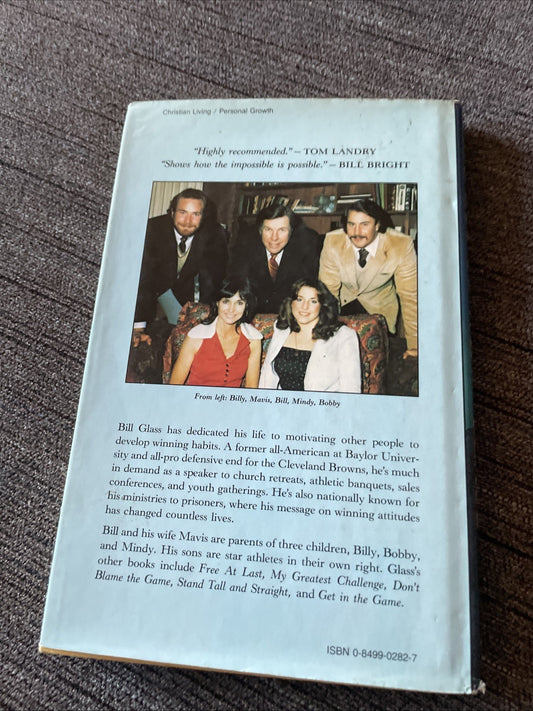 Christian Living / Personal Growth
"Highly recommended." – TOM LANDRY
"Shows how the impossible is possible." – BILL BRIGHT
From left: Billy, Mavis, Bill, Mindy, Bobby
Bill Glass has dedicated his life to motivating other people to
develop winning habits. A former all-American at Baylor Univer-
sity and all-pro defensive end for the Cleveland Browns, he's much
in demand as a speaker to church retreats, athletic banquets, sales
conferences, and youth gatherings. He's also nationally known for
his ministries to prisoners, where his message on winning attitudes
has changed countless lives.
Bill and his wife Mavis are parents of three children, Billy, Bobby,
and Mindy. His sons are star athletes in their own right. Glass's
other books include Free At Last, My Greatest Challenge, Don't
Blame the Game, Stand Tall and Straight, and Get in the Game.
ISBN 0-8499-0282-7